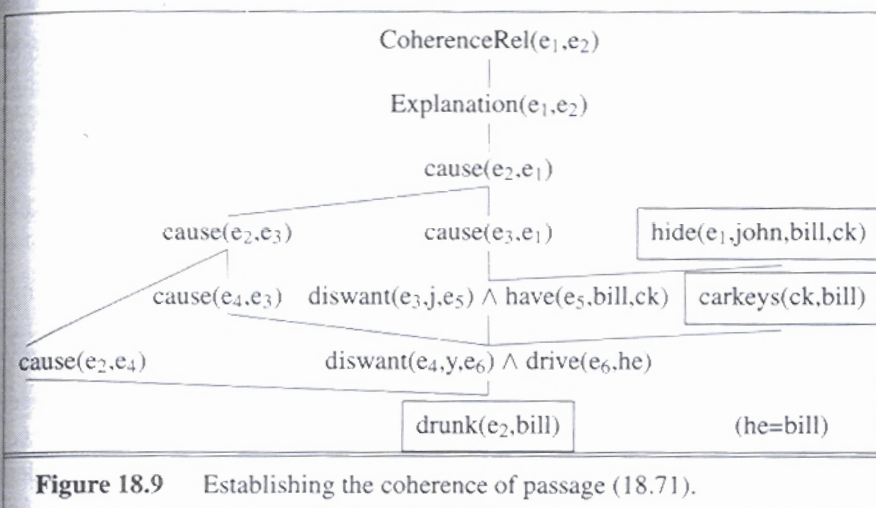 CoherenceRel(e₁,e₂)
Explanation(e₁,e₂)
cause(e₂,e₁)
cause(e₂,e₃) cause(e₃,e₁) hide(e₁,john,bill,ck)
cause(e₄,e₃) diswant(e₃,j,e₅) ∧ have(e₅,bill,ck) carkeys(ck,bill)
cause(e₂,e₄) diswant(e₄,y,e₆) ∧ drive(e₆,he)
drunk(e₂,bill) (he=bill)
Figure 18.9 Establishing the coherence of passage (18.71).